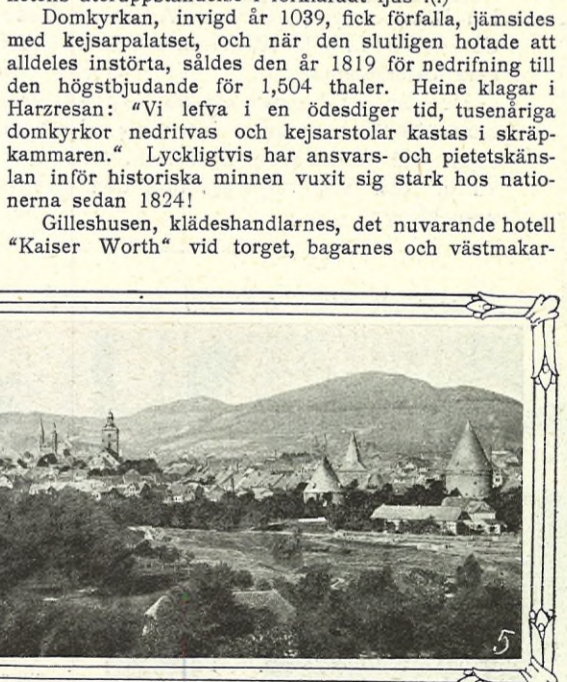 Domkyrkan, invigd år 1039, fick förfalla, jämsides
med kejsarpalatset, och när den slutligen hotade att
alldeles instörta, såldes den år 1819 för nedrifning till
den högstbjudande för 1,504 thaler. Heine klagar i
Harzresan: “Vi lefva i en ödesdiger tid, tusenåriga
domkyrkor nedrifvas och kejsarstolar kastas i skräp-
kammaren.“ Lyckligtvis har ansvars- och pietetskäns-
lan inför historiska minnen vuxit sig stark hos natio-
nerna sedan 1824!
Gilleshusen, klädeshandlarnes, det nuvarande hotell
“Kaiser Worth“ vid torget, bagarnes och västmakar-
5